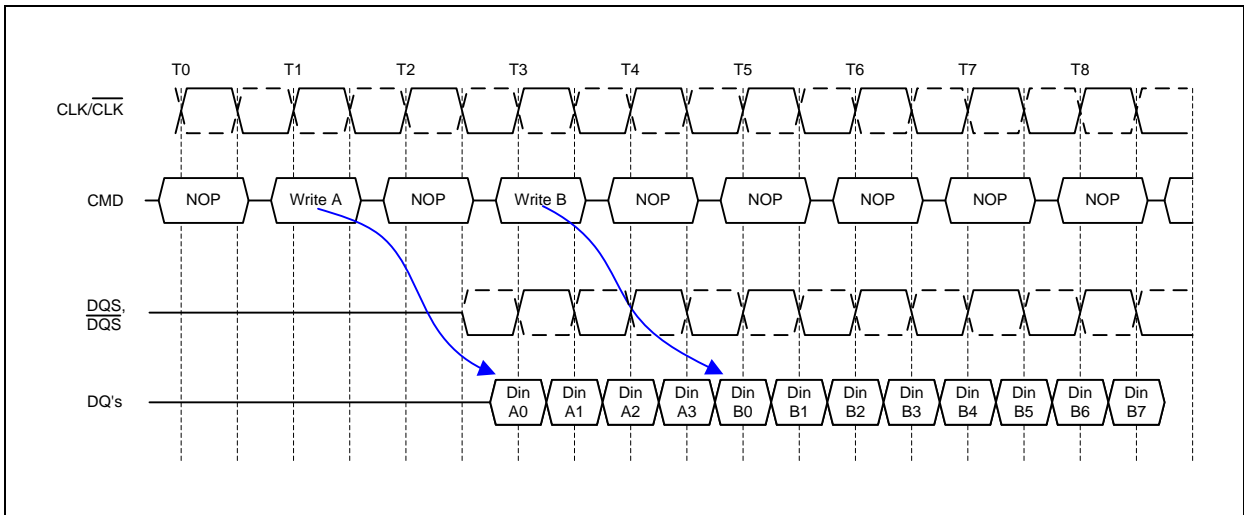 T0 T1 T2 T3 T4 T5 T6 T7 T8
CLK/CLK
CMD NOP Write A NOP Write B NOP NOP NOP NOP NOP
DQS,
DQS
DQ's Din A0 Din A1 Din A2 Din A3 Din B0 Din B1 Din B2 Din B3 Din B4 Din B5 Din B6 Din B7